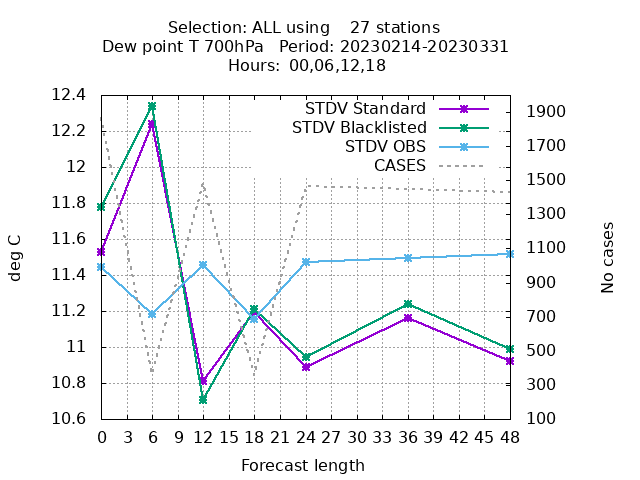 Selection: ALL using 27 stations
Dew point T 700hPa Period: 20230214-20230331
Hours: 00,06,12,18
STDV Standard
STDV Blacklisted
STDV OBS
CASES
12.4
12.2
12
11.8
11.6
11.4
11.2
11
10.8
10.6
deg C
1900
1700
1500
1300
1100
900
700
500
300
100
No cases
0 3 6 9 12 15 18 21 24 27 30 33 36 39 42 45 48
Forecast length